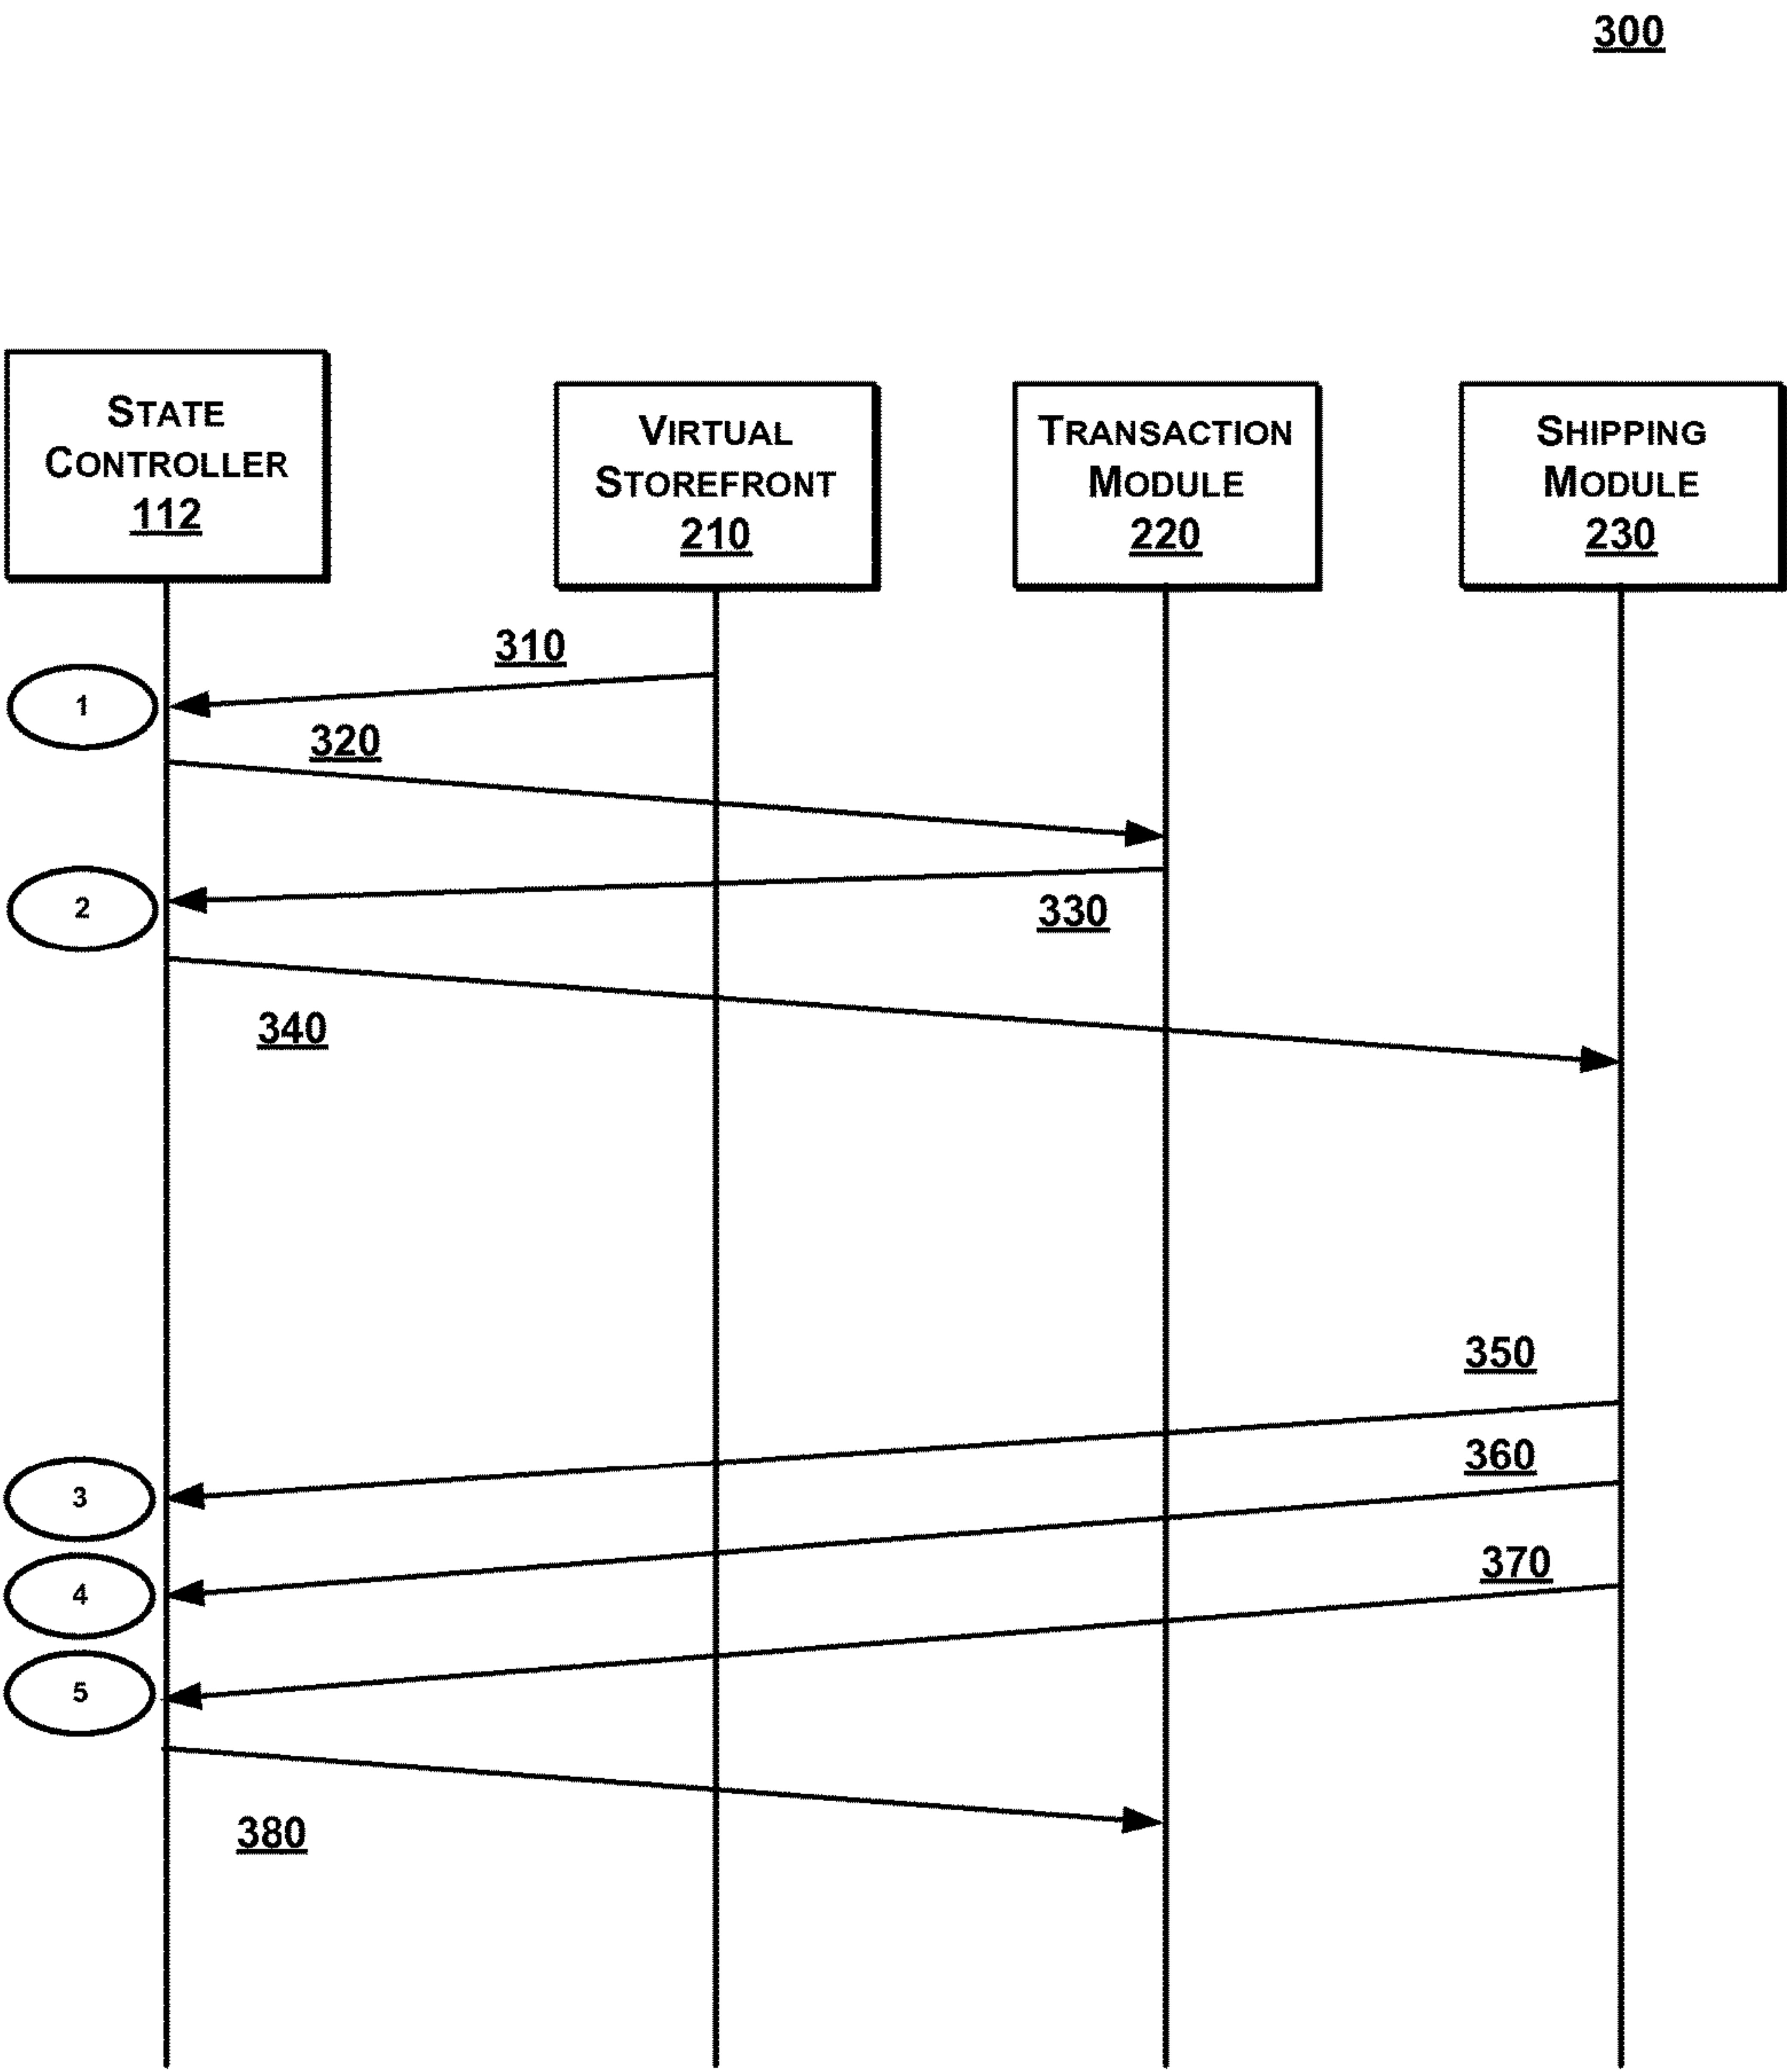 300
STATE
CONTROLLER
112
VIRTUAL
STOREFRONT
210
TRANSACTION
MODULE
220
SHIPPING
MODULE
230
310
1
320
2
330
340
350
360
3
370
4
5
380